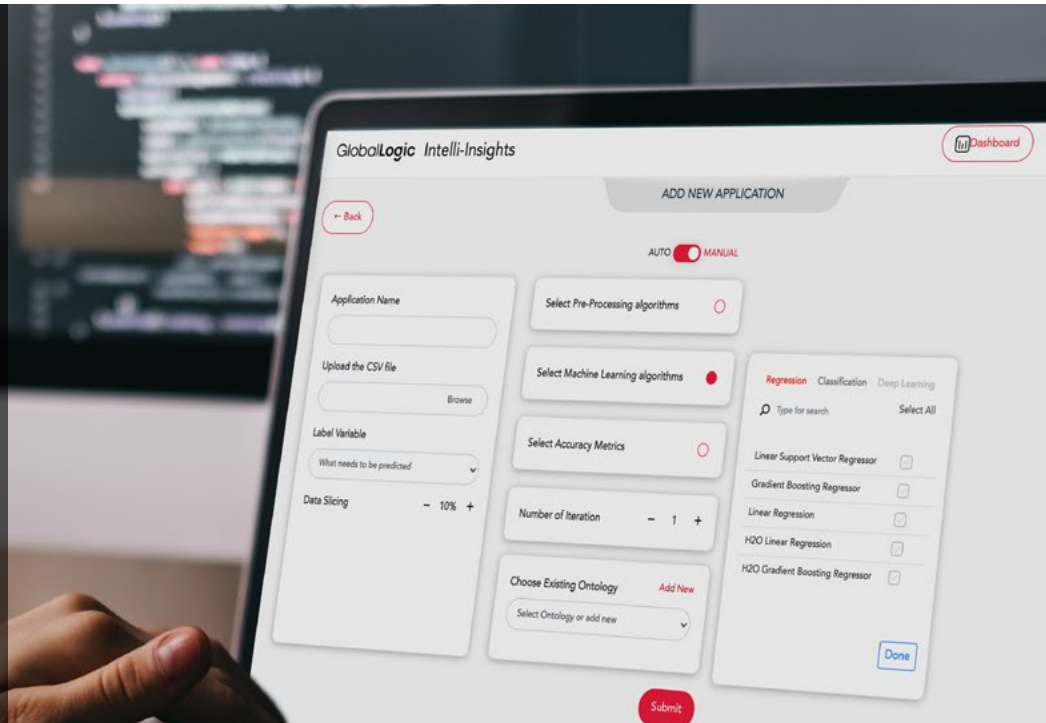 GlobalLogic Intelli-Insights
Dashboard
ADD NEW APPLICATION
← Back
AUTO MANUAL
Application Name
Upload the CSV file
Browse
Label Variable
What needs to be predicted
Data Slicing − 10% +
Select Pre-Processing algorithms
Select Machine Learning algorithms
Select Accuracy Metrics
Number of Iteration − 1 +
Choose Existing Ontology Add New
Select Ontology or add new
Regression Classification Deep Learning
Type for search Select All
Linear Support Vector Regressor
Gradient Boosting Regressor
Linear Regression
H2O Linear Regression
H2O Gradient Boosting Regressor
Done
Submit